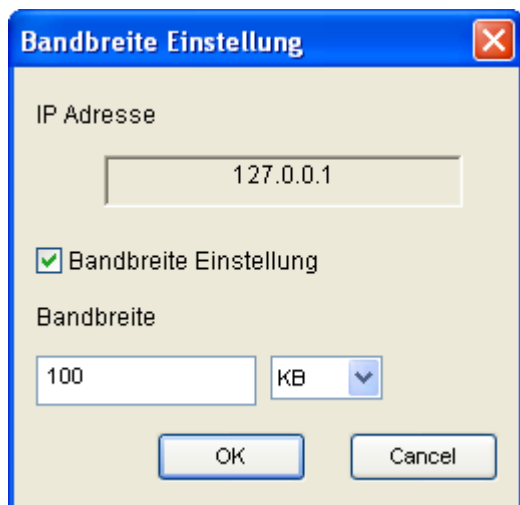 Bandbreite Einstellung
IP Adresse
127.0.0.1
Bandbreite Einstellung
Bandbreite
100 KB
OK Cancel